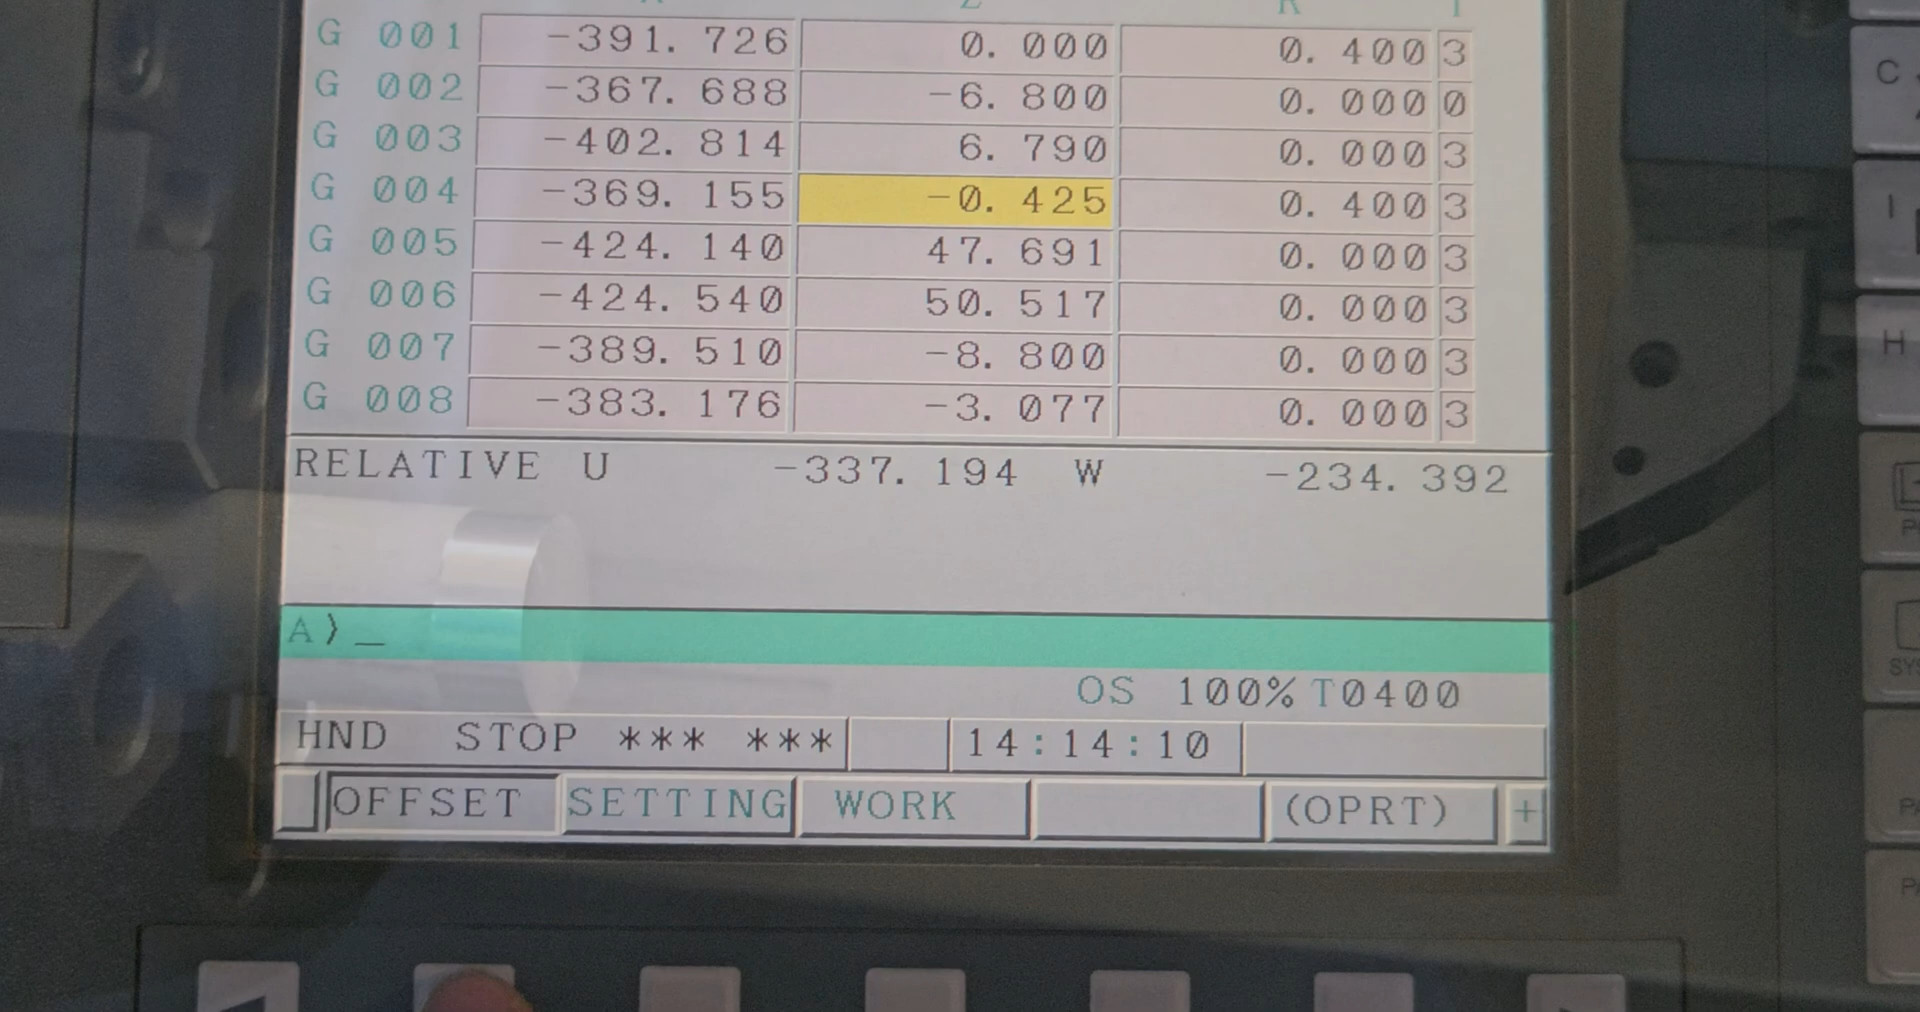 Z R T
G 001 -391.726 0.000 0.400 3
G 002 -367.688 -6.800 0.000 0
G 003 -402.814 6.790 0.000 3
G 004 -369.155 -0.425 0.400 3
G 005 -424.140 47.691 0.000 3
G 006 -424.540 50.517 0.000 3
G 007 -389.510 -8.800 0.000 3
G 008 -383.176 -3.077 0.000 3
RELATIVE U -337.194 W -234.392
A)_
OS 100% T0400
HND STOP *** *** 14:14:10
OFFSET SETTING WORK (OPRT) +
C
I
H